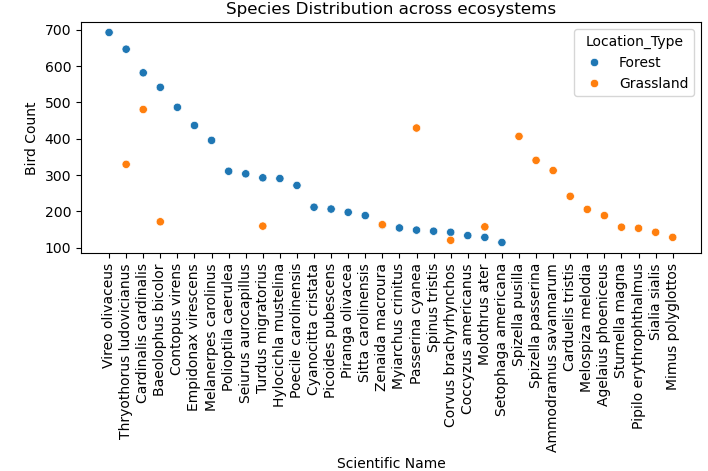 Species Distribution across ecosystems
Location_Type
Forest
Grassland
Bird Count
700
600
500
400
300
200
100
Vireo olivaceus
Thryothorus ludovicianus
Cardinalis cardinalis
Baeolophus bicolor
Contopus virens
Empidonax virescens
Melanerpes carolinus
Polioptila caerulea
Seiurus aurocapillus
Turdus migratorius
Hylocichla mustelina
Poecile carolinensis
Cyanocitta cristata
Picoides pubescens
Piranga olivacea
Sitta carolinensis
Zenaida macroura
Myiarchus crinitus
Passerina cyanea
Spinus tristis
Corvus brachyrhynchos
Coccyzus americanus
Molothrus ater
Setophaga americana
Spizella pusilla
Spizella passerina
Ammodramus savannarum
Carduelis tristis
Melospiza melodia
Agelaius phoeniceus
Sturnella magna
Pipilo erythrophthalmus
Sialia sialis
Mimus polyglottos
Scientific Name